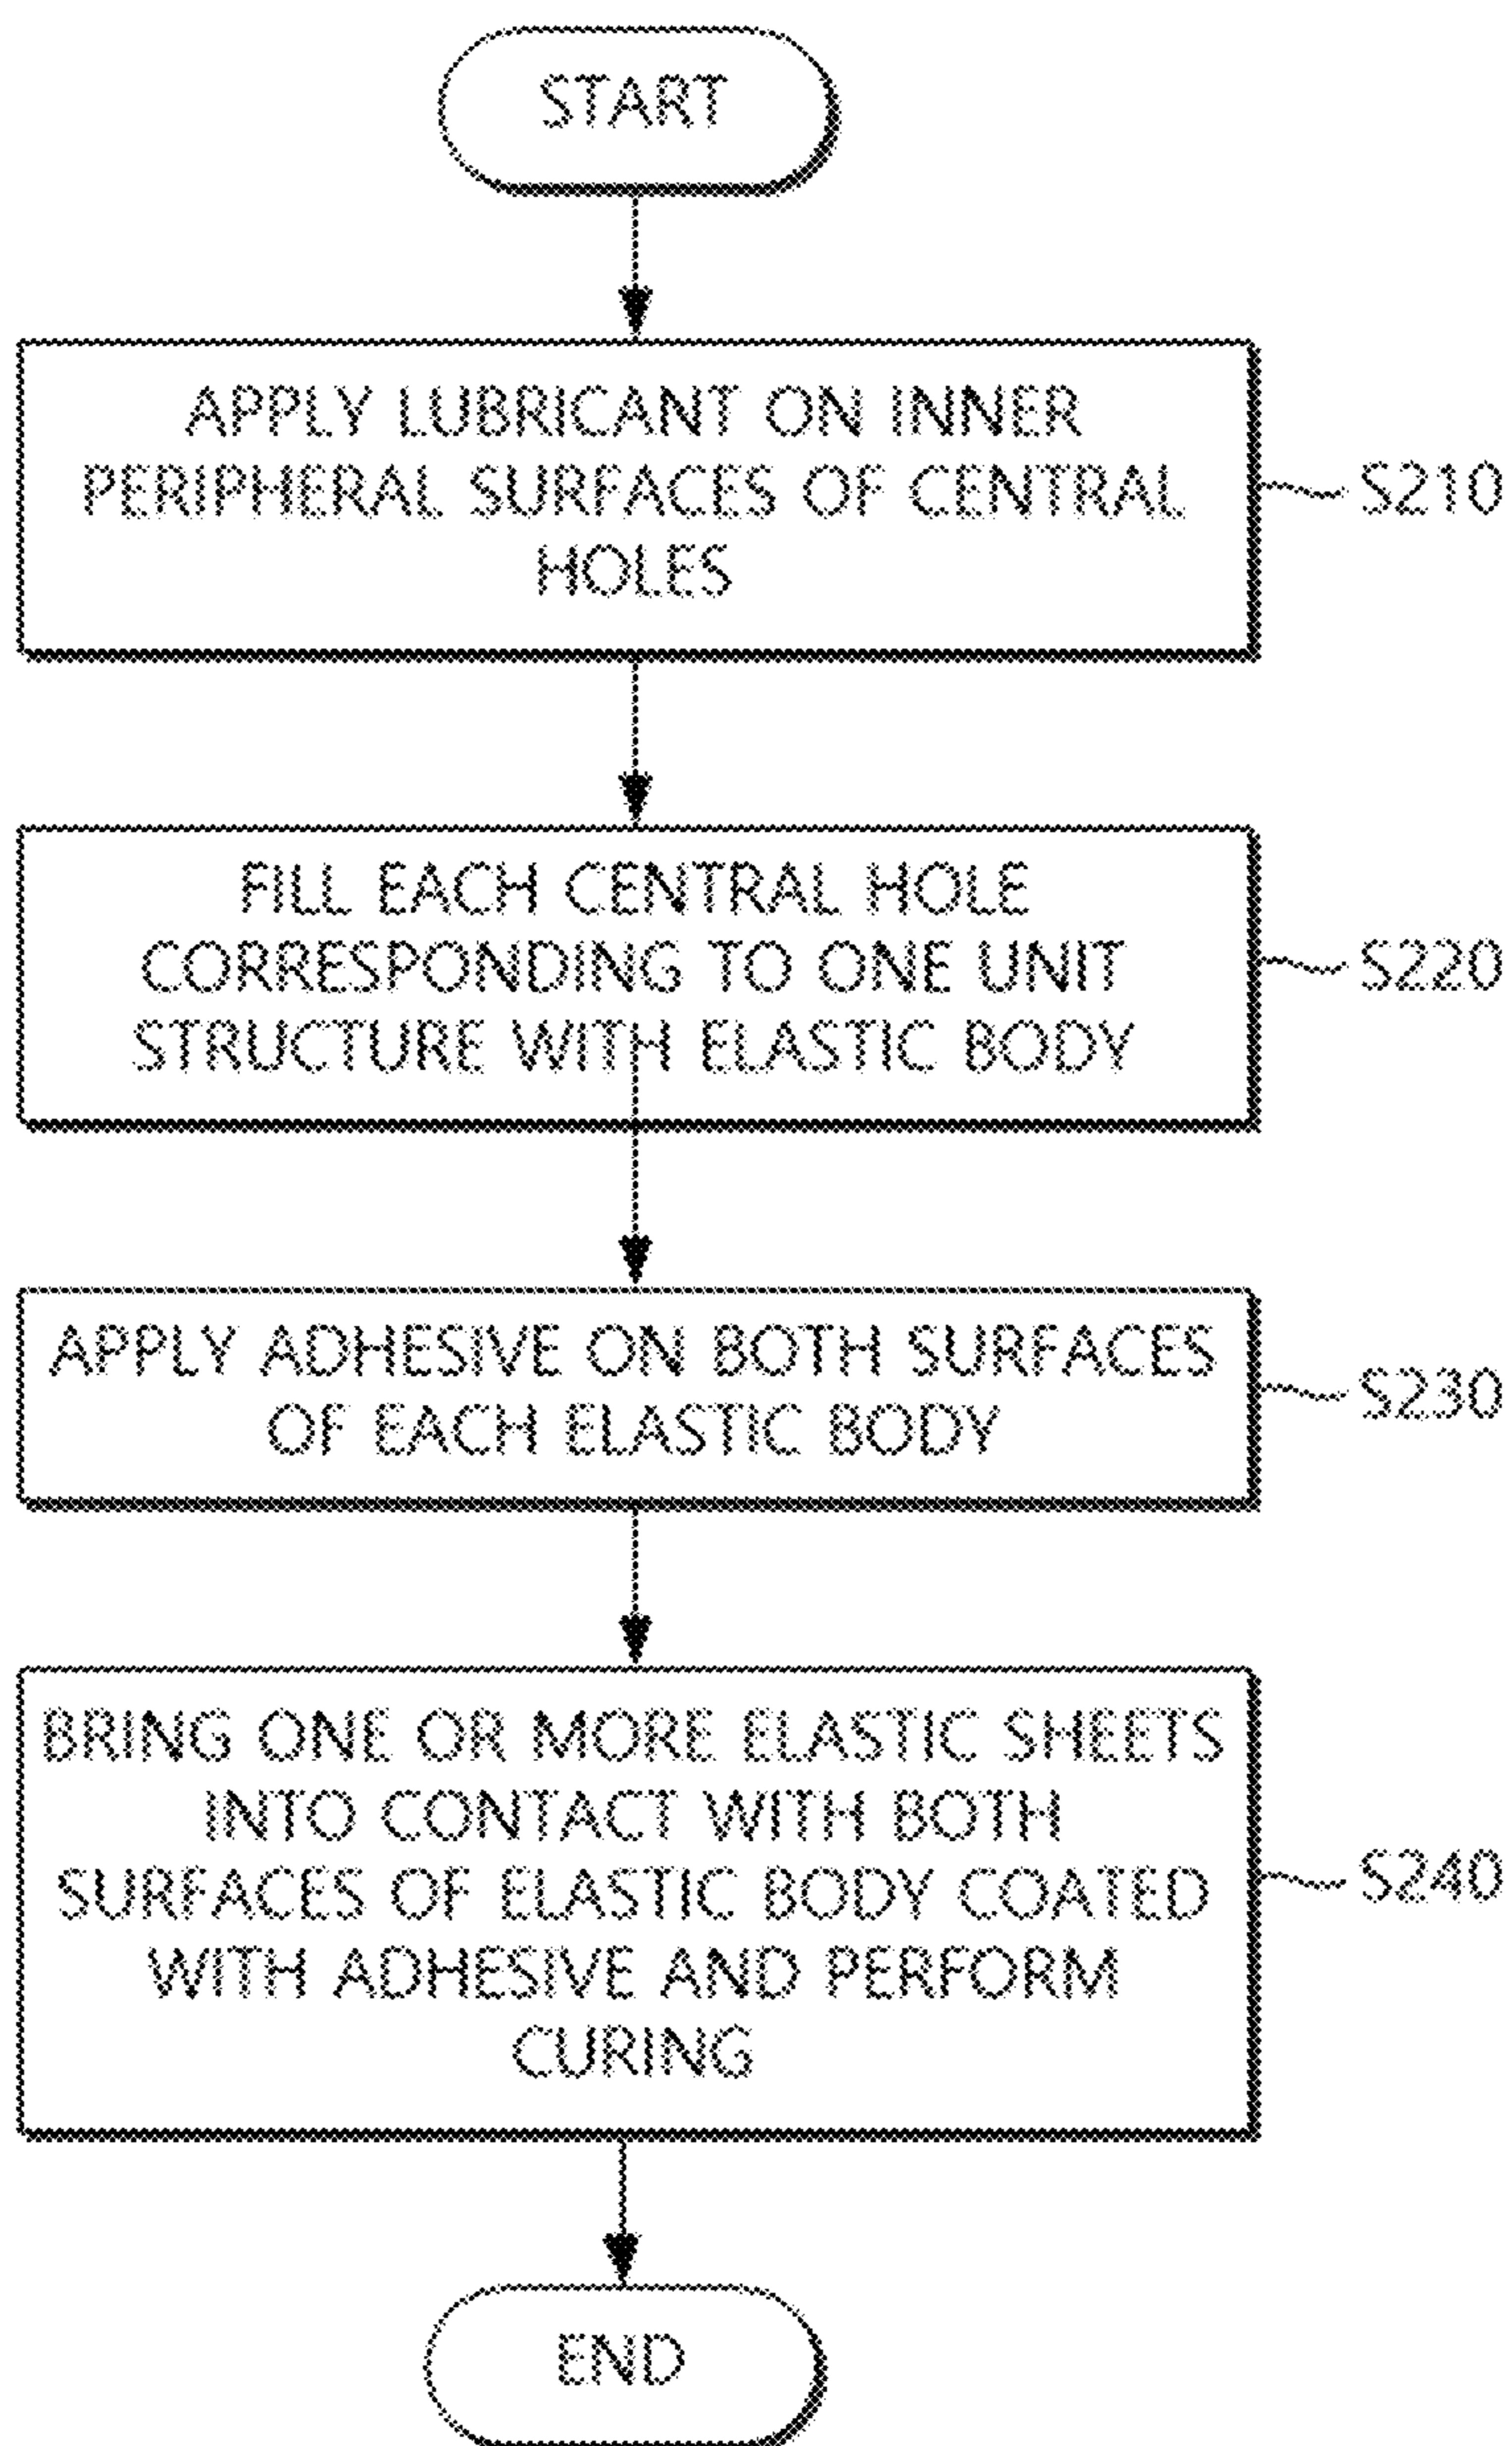 START
APPLY LUBRICANT ON INNER
PERIPHERAL SURFACES OF CENTRAL
HOLES
S210
FILL EACH CENTRAL HOLE
CORRESPONDING TO ONE UNIT
STRUCTURE WITH ELASTIC BODY
S220
APPLY ADHESIVE ON BOTH SURFACES
OF EACH ELASTIC BODY
S230
BRING ONE OR MORE ELASTIC SHEETS
INTO CONTACT WITH BOTH
SURFACES OF ELASTIC BODY COATED
WITH ADHESIVE AND PERFORM
CURING
S240
END